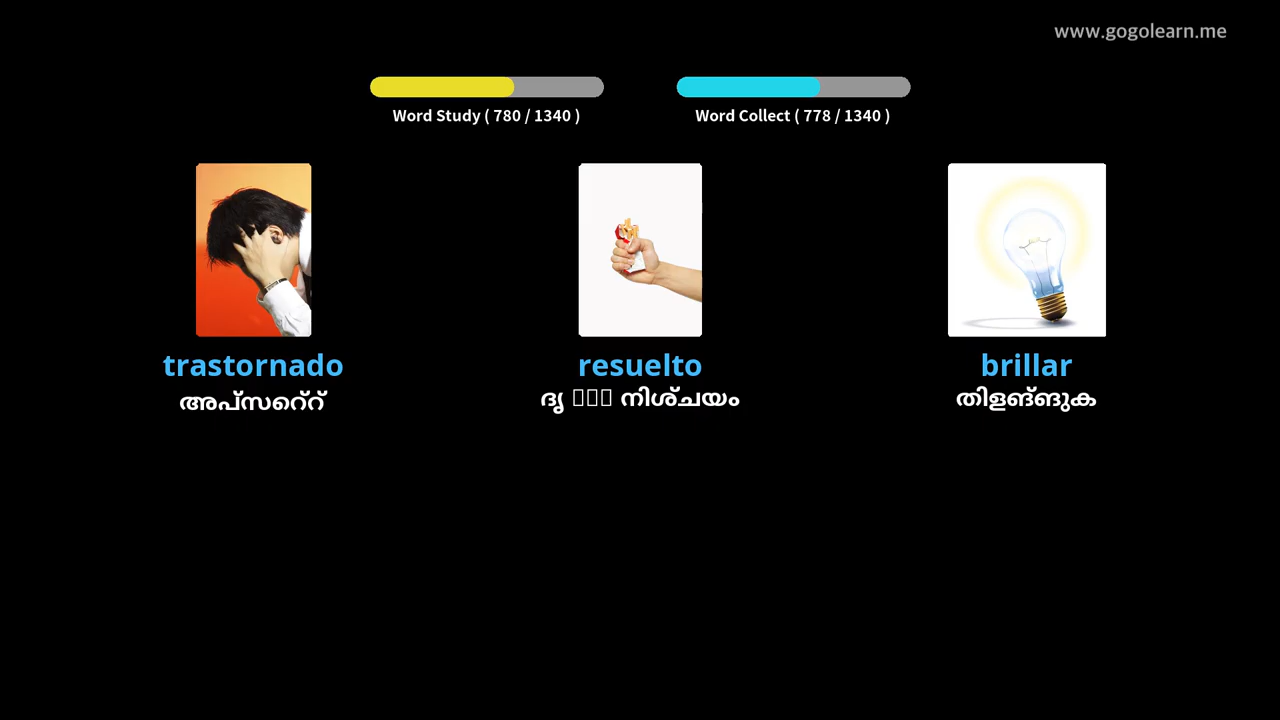 www.gogolearn.me
Word Study ( 780 / 1340 )
Word Collect ( 778 / 1340 )
trastornado
resuelto
brillar
അപ്സറെറ്
ദൃ നിശ്ചയം
തിളങ്ങുക